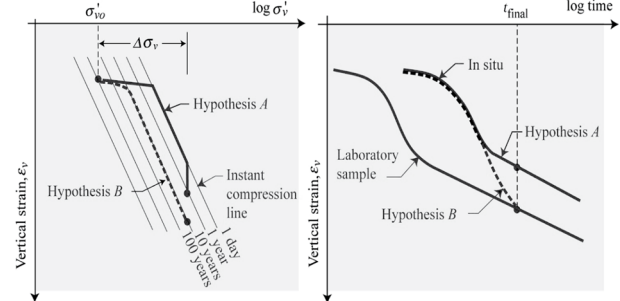 σ'vo
log σ'v
Δσv
Hypothesis A
Hypothesis B
Instant
compression
line
1 day
1 year
10 years
100 years
Vertical strain, εv
tfinal
log time
In situ
Hypothesis A
Laboratory
sample
Hypothesis B
Vertical strain, εv